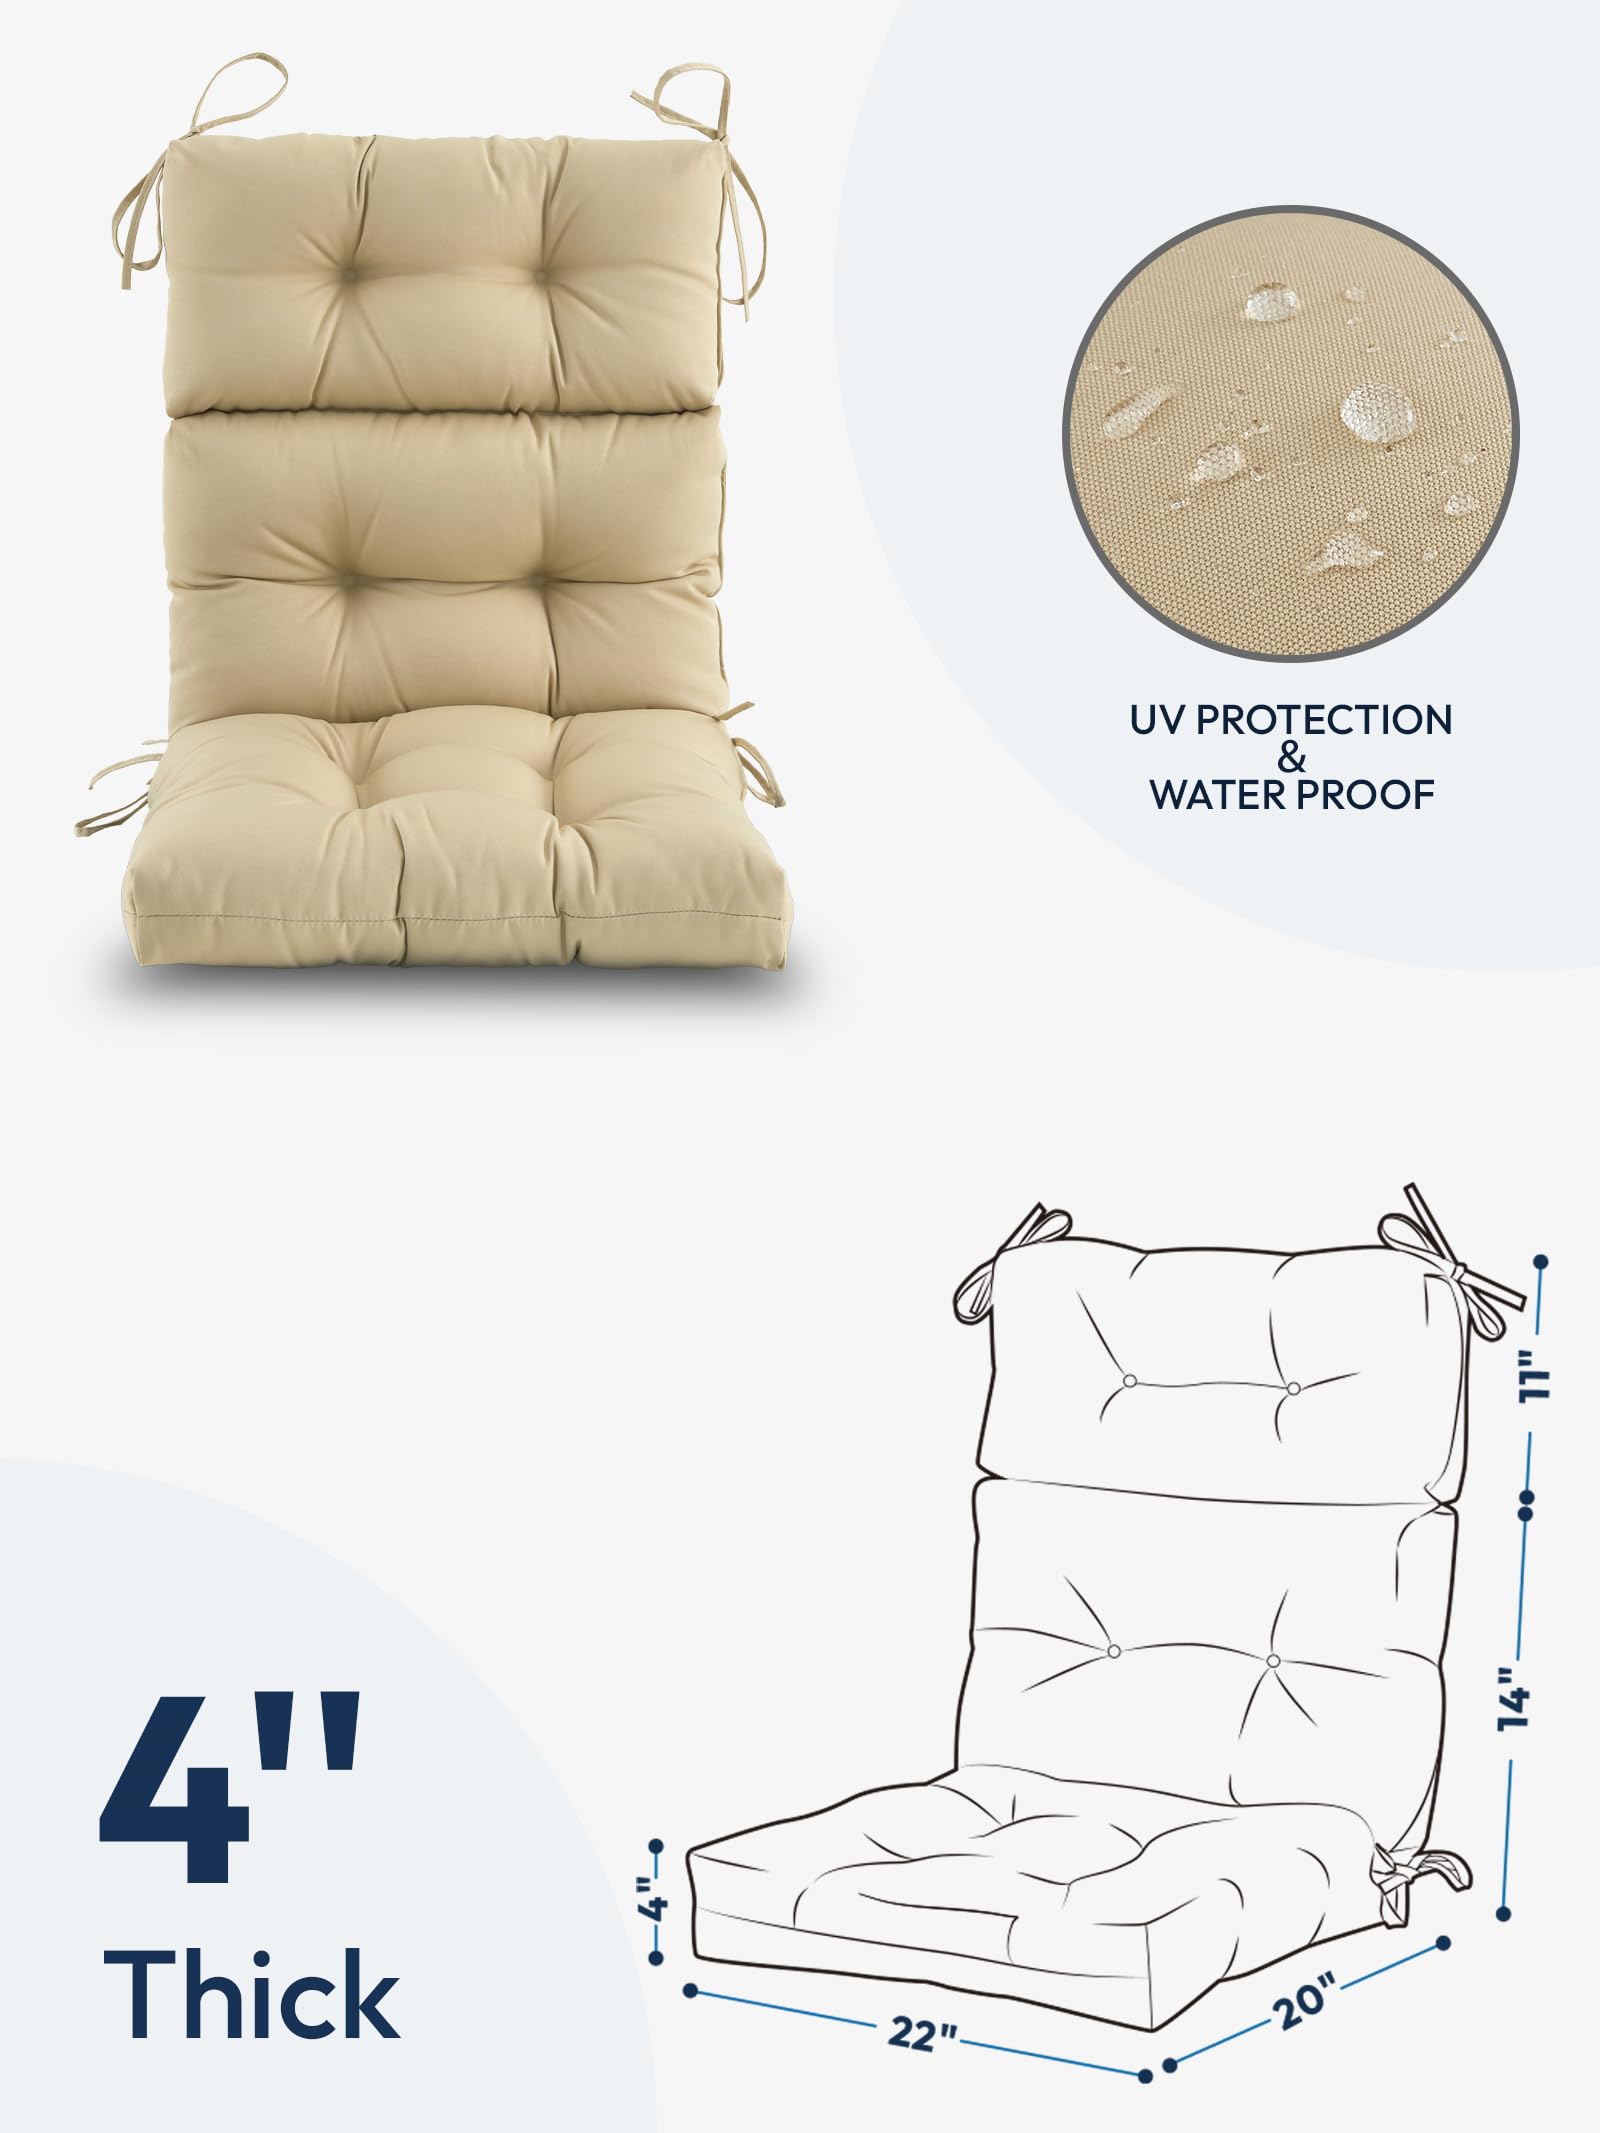 UV PROTECTION
&
WATER PROOF
11"
14"
4"
Thick
4"
22"
20"